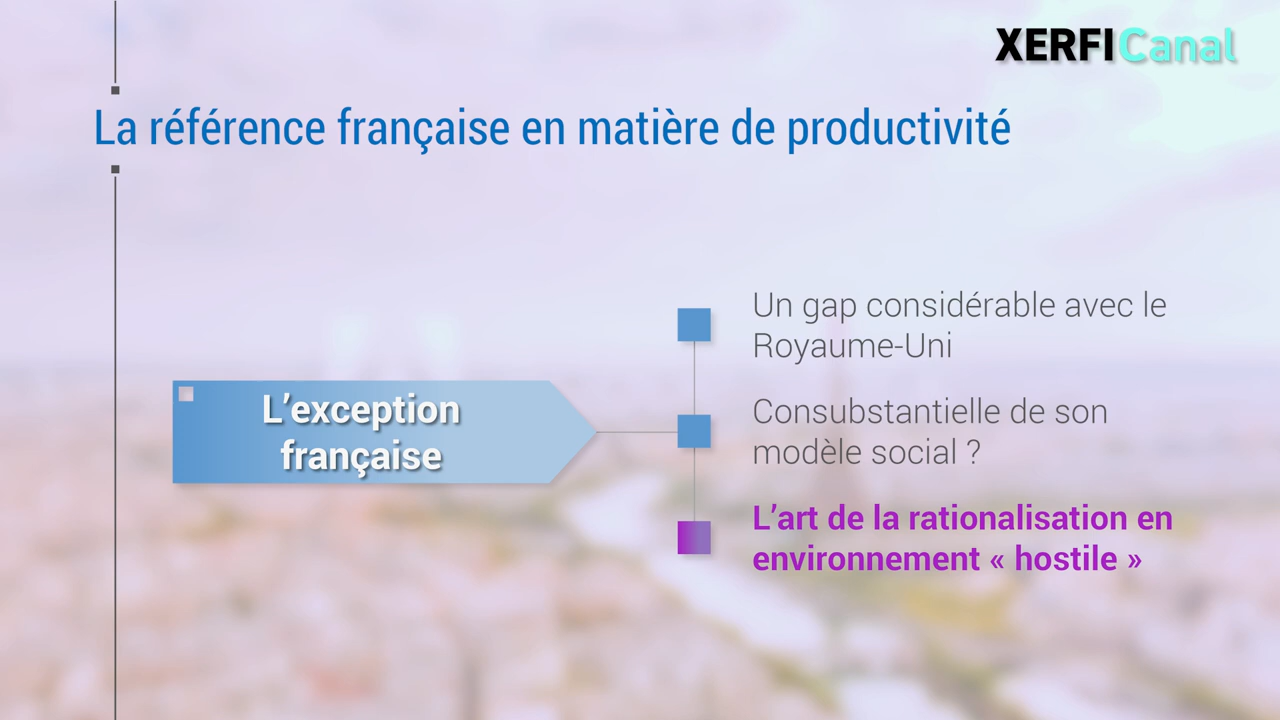 XERFI Canal
La référence française en matière de productivité
L’exception
française
Un gap considérable avec le
Royaume-Uni
Consubstantielle de son
modèle social ?
L’art de la rationalisation en
environnement « hostile »